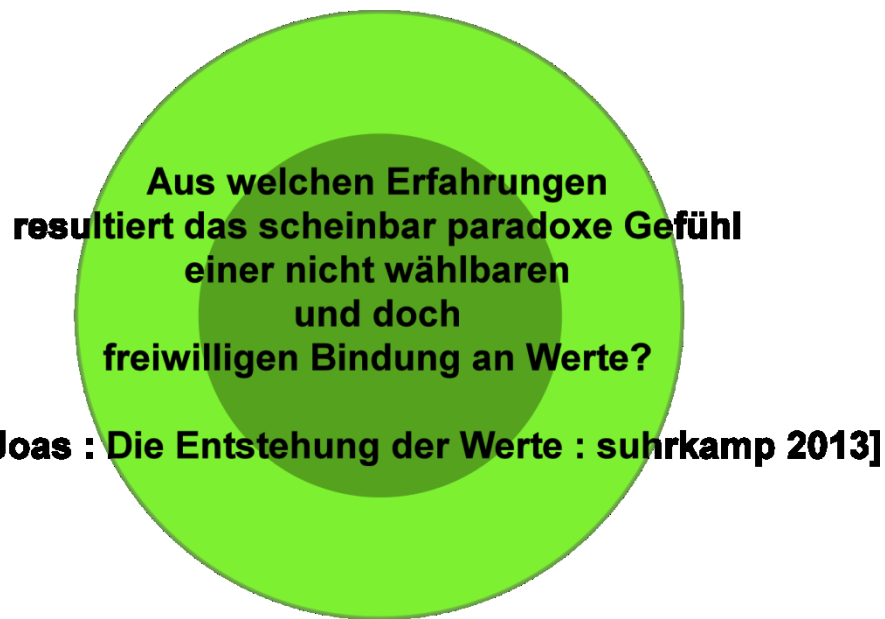 Aus welchen Erfahrungen
resultiert das scheinbar paradoxe Gefühl
einer nicht wählbaren
und doch
freiwilligen Bindung an Werte?
Joas : Die Entstehung der Werte : suhrkamp 2013]